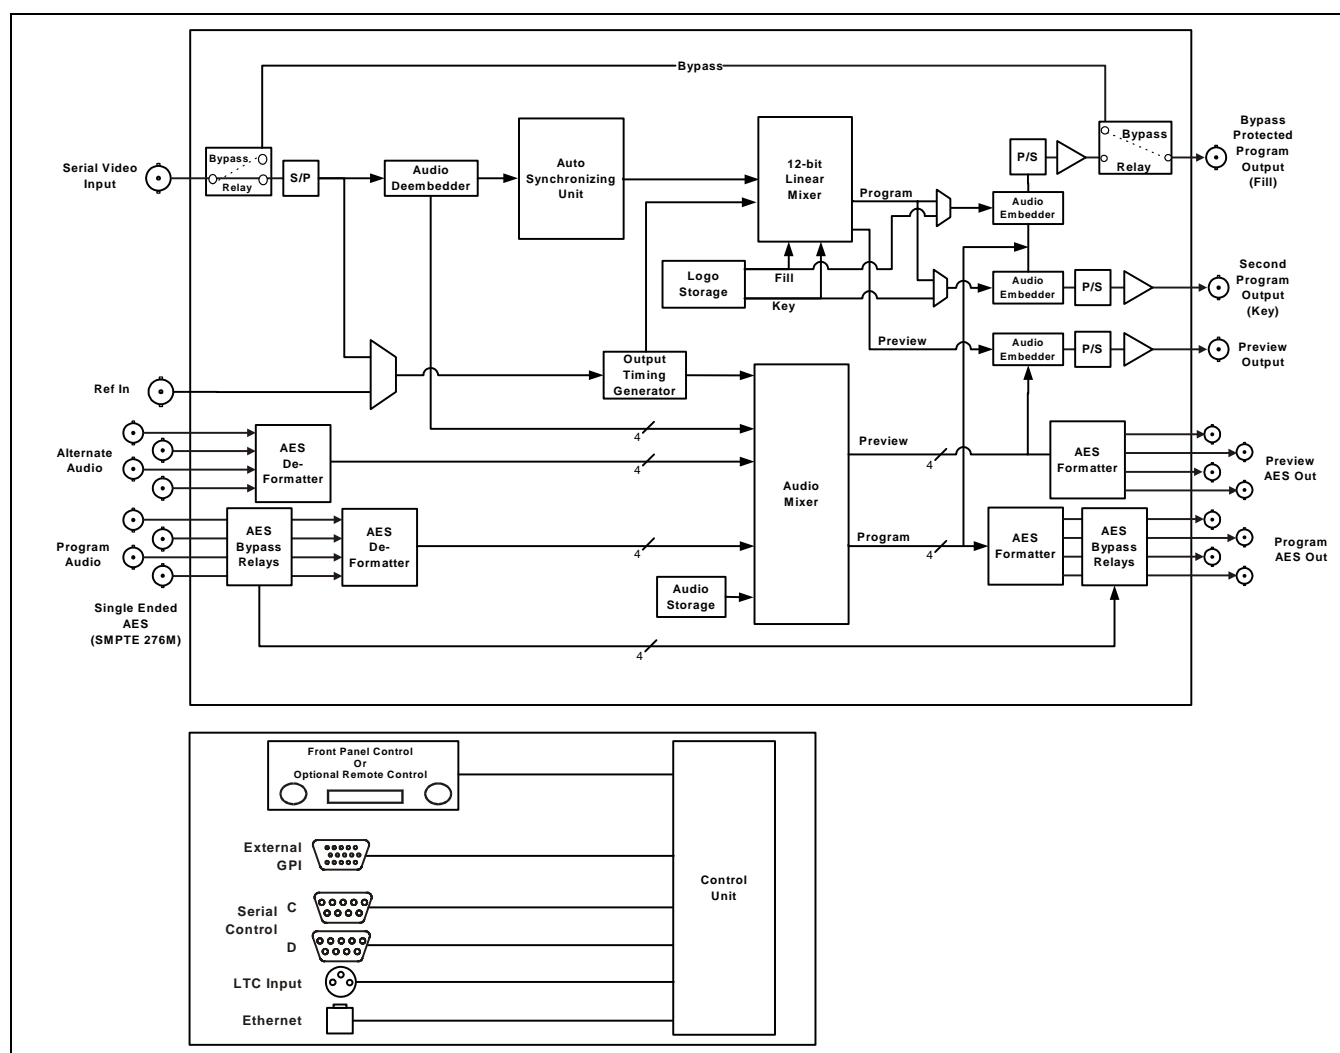 Bypass
Serial Video
Input
Bypass
Relay
S/P
Audio
Deembedder
Auto
Synchronizing
Unit
12-bit
Linear
Mixer
Program
P/S
Bypass
Relay
Bypass
Protected
Program
Output
(Fill)
Audio
Embedder
Logo
Storage
Fill
Key
Audio
Embedder
P/S
Second
Program
Output
(Key)
Preview
Audio
Embedder
P/S
Preview
Output
Ref In
Output
Timing
Generator
Alternate
Audio
AES
De-
Formatter
4
4
Audio
Mixer
Preview
4
AES
Formatter
Preview
AES Out
Program
Audio
AES
Bypass
Relays
AES
De-
Formatter
4
Program
4
AES
Formatter
AES
Bypass
Relays
Program
AES Out
Audio
Storage
Single Ended
AES
(SMPTE 276M)
4
Front Panel Control
Or
Optional Remote Control
External
GPI
Serial
Control
C
D
LTC Input
Ethernet
Control
Unit